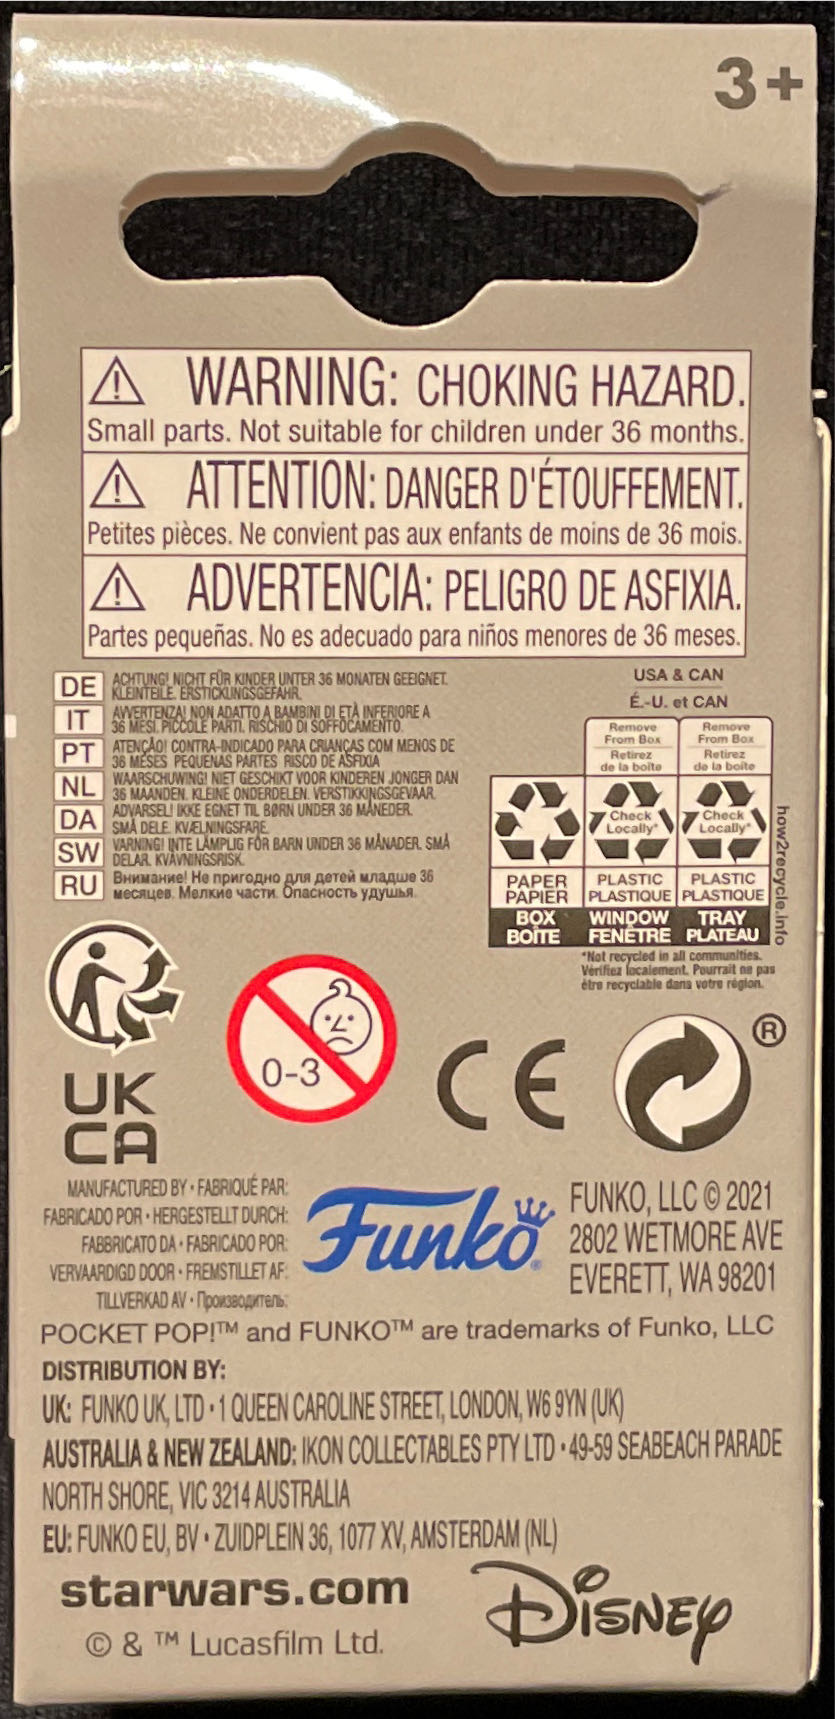 3+
WARNING: CHOKING HAZARD.
Small parts. Not suitable for children under 36 months.
ATTENTION: DANGER D'ÉTOUFFEMENT.
Petites pièces. Ne convient pas aux enfants de moins de 36 mois.
ADVERTENCIA: PELIGRO DE ASFIXIA.
Partes pequeñas. No es adecuado para niños menores de 36 meses.
DE ACHTUNG! NICHT FÜR KINDER UNTER 36 MONATEN GEEIGNET.
KLEINTEILE. ERSTICKUNGSGEFAHR.
IT AVVERTENZA! NON ADATTO A BAMBINI DI ETÀ INFERIORE A
36 MESI. PICCOLE PARTI. RISCHIO DI SOFFOCAMENTO.
PT ATENÇÃO! CONTRA-INDICADO PARA CRIANÇAS COM MENOS DE
36 MESES PEQUENAS PARTES RISCO DE ASFIXIA
NL WAARSCHUWING! NIET GESCHIKT VOOR KINDEREN JONGER DAN
36 MAANDEN. KLEINE ONDERDELEN. VERSTIKKINGSGEVAAR.
DA ADVARSEL! IKKE EGNET TIL BØRN UNDER 36 MÅNEDER.
SMÅ DELE. KVÆLNINGSFARE.
SW VARNING! INTE LÄMPLIG FÖR BARN UNDER 36 MÅNADER. SMÅ
DELAR. KVÄVNINGSRISK.
RU Внимание! Не пригодно для детей младше 36
месяцев. Мелкие части. Опасность удушья.
USA & CAN
É.-U. et CAN
Remove
From Box
Retirez
de la boîte
Remove
From Box
Retirez
de la boîte
Check
Locally*
Check
Locally*
PAPER
PAPIER
PLASTIC
PLASTIQUE
PLASTIC
PLASTIQUE
BOX
BOÎTE
WINDOW
FENÊTRE
TRAY
PLATEAU
how2recycle.info
*Not recycled in all communities.
Vérifiez localement. Pourrait ne pas
être recyclable dans votre région.
0-3
CE
®
UK
CA
MANUFACTURED BY • FABRIQUÉ PAR:
FABRICADO POR • HERGESTELLT DURCH:
FABBRICATO DA • FABRICADO POR:
VERVAARDIGD DOOR • FREMSTILLET AF:
TILLVERKAD AV • Производитель:
Funko®
FUNKO, LLC © 2021
2802 WETMORE AVE
EVERETT, WA 98201
POCKET POP!™ and FUNKO™ are trademarks of Funko, LLC
DISTRIBUTION BY:
UK: FUNKO UK, LTD • 1 QUEEN CAROLINE STREET, LONDON, W6 9YN (UK)
AUSTRALIA & NEW ZEALAND: IKON COLLECTABLES PTY LTD • 49-59 SEABEACH PARADE
NORTH SHORE, VIC 3214 AUSTRALIA
EU: FUNKO EU, BV • ZUIDPLEIN 36, 1077 XV, AMSTERDAM (NL)
starwars.com
© & ™ Lucasfilm Ltd.
DISNEY